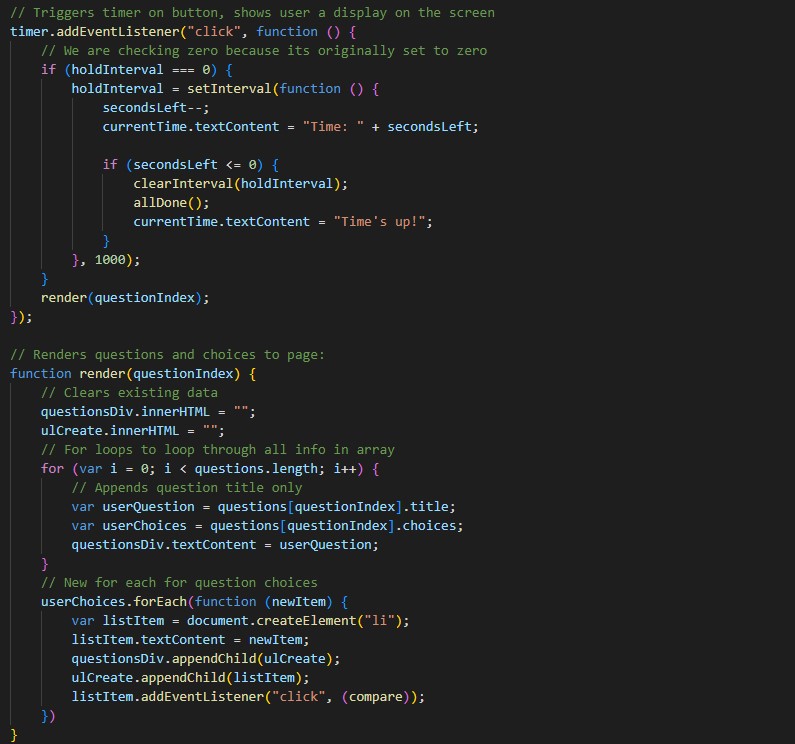 // Triggers timer on button, shows user a display on the screen
timer.addEventListener("click", function () {
    // We are checking zero because its originally set to zero
    if (holdInterval === 0) {
        holdInterval = setInterval(function () {
            secondsLeft--;
            currentTime.textContent = "Time: " + secondsLeft;

            if (secondsLeft <= 0) {
                clearInterval(holdInterval);
                allDone();
                currentTime.textContent = "Time's up!";
            }
        }, 1000);
    }
    render(questionIndex);
});

// Renders questions and choices to page:
function render(questionIndex) {
    // Clears existing data
    questionsDiv.innerHTML = "";
    ulCreate.innerHTML = "";
    // For loops to loop through all info in array
    for (var i = 0; i < questions.length; i++) {
        // Appends question title only
        var userQuestion = questions[questionIndex].title;
        var userChoices = questions[questionIndex].choices;
        questionsDiv.textContent = userQuestion;
    }
    // New for each for question choices
    userChoices.forEach(function (newItem) {
        var listItem = document.createElement("li");
        listItem.textContent = newItem;
        questionsDiv.appendChild(ulCreate);
        ulCreate.appendChild(listItem);
        listItem.addEventListener("click", (compare));
    })
}